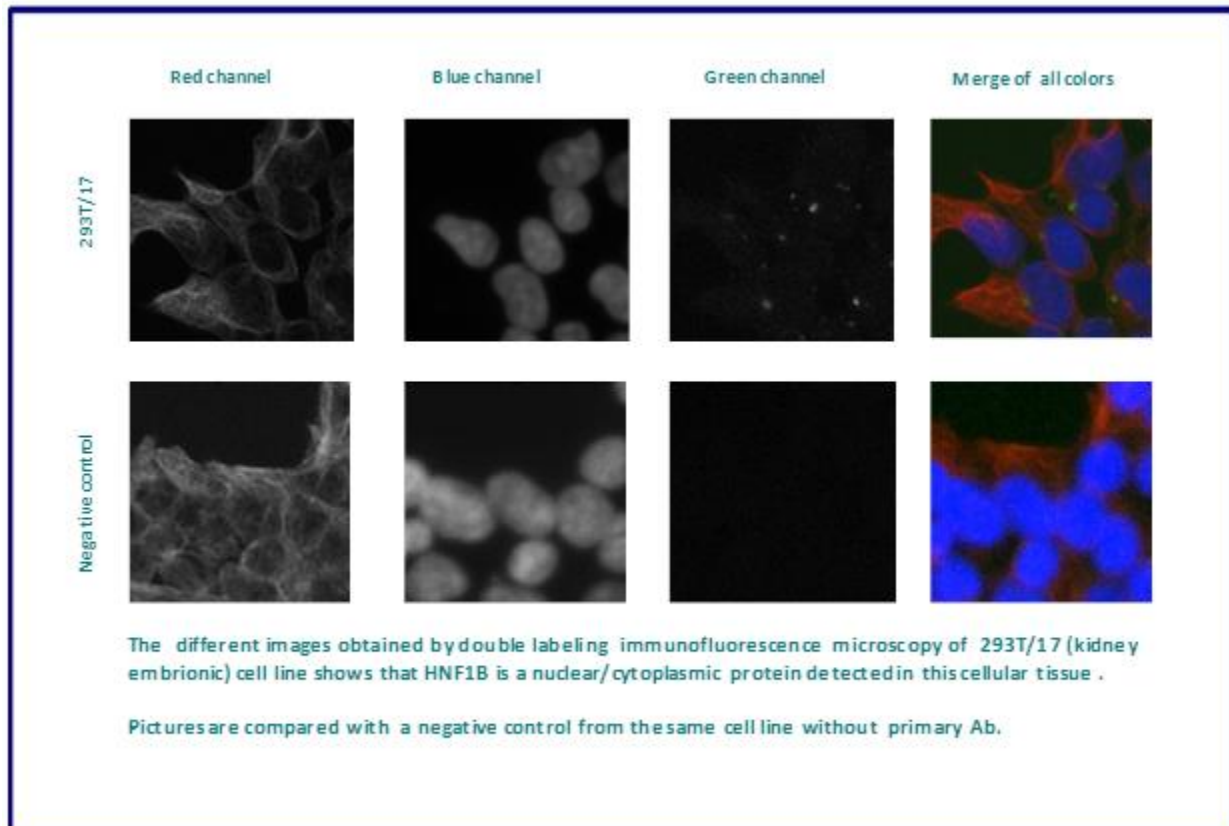 Red channel
Blue channel
Green channel
Merge of all colors
293T/17
Negative control
The different images obtained by double labeling immunofluorescence microscopy of 293T/17 (kidney
embrionic) cell line shows that HNF1B is a nuclear/cytoplasmic protein detected in this cellular tissue .
Pictures are compared with a negative control from the same cell line without primary Ab.